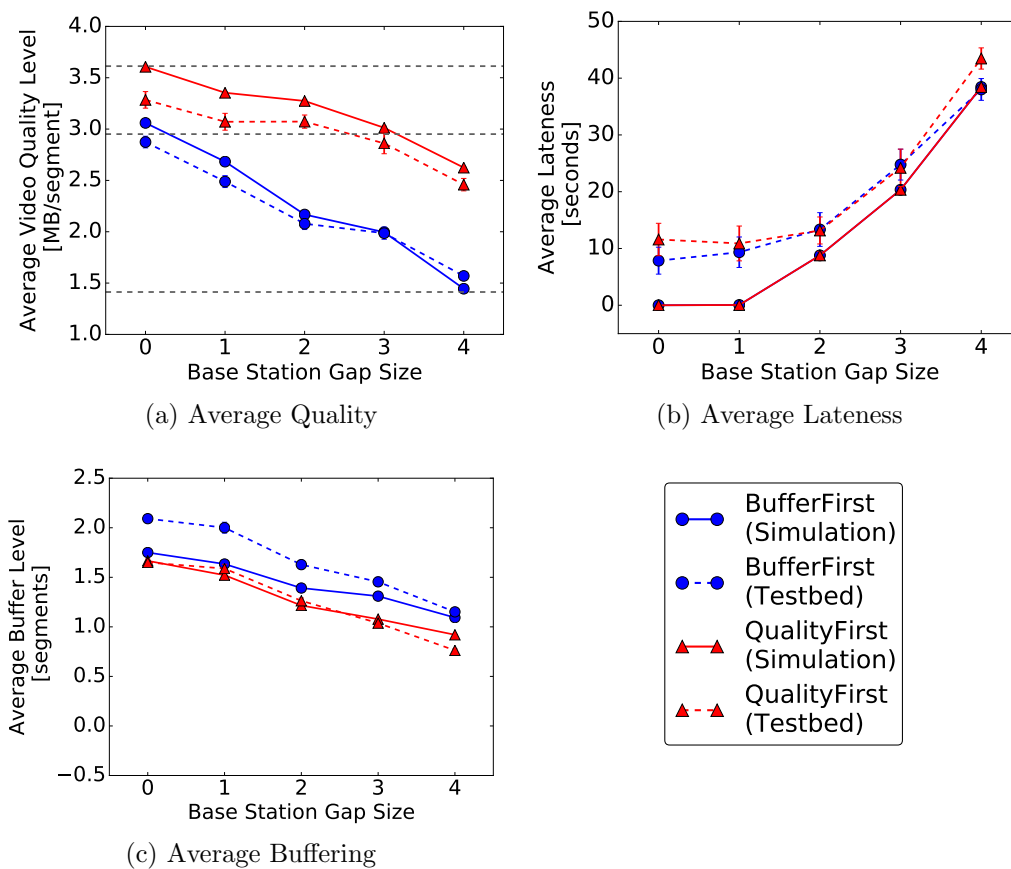 4.0
3.5
3.0
2.5
2.0
1.5
1.0
0 1 2 3 4
Average Video Quality Level
[MB/segment]
Base Station Gap Size
(a) Average Quality
50
40
30
20
10
0
0 1 2 3 4
Average Lateness
[seconds]
Base Station Gap Size
(b) Average Lateness
2.5
2.0
1.5
1.0
0.5
0.0
−0.5
0 1 2 3 4
Average Buffer Level
[segments]
Base Station Gap Size
(c) Average Buffering
BufferFirst
(Simulation)
BufferFirst
(Testbed)
QualityFirst
(Simulation)
QualityFirst
(Testbed)